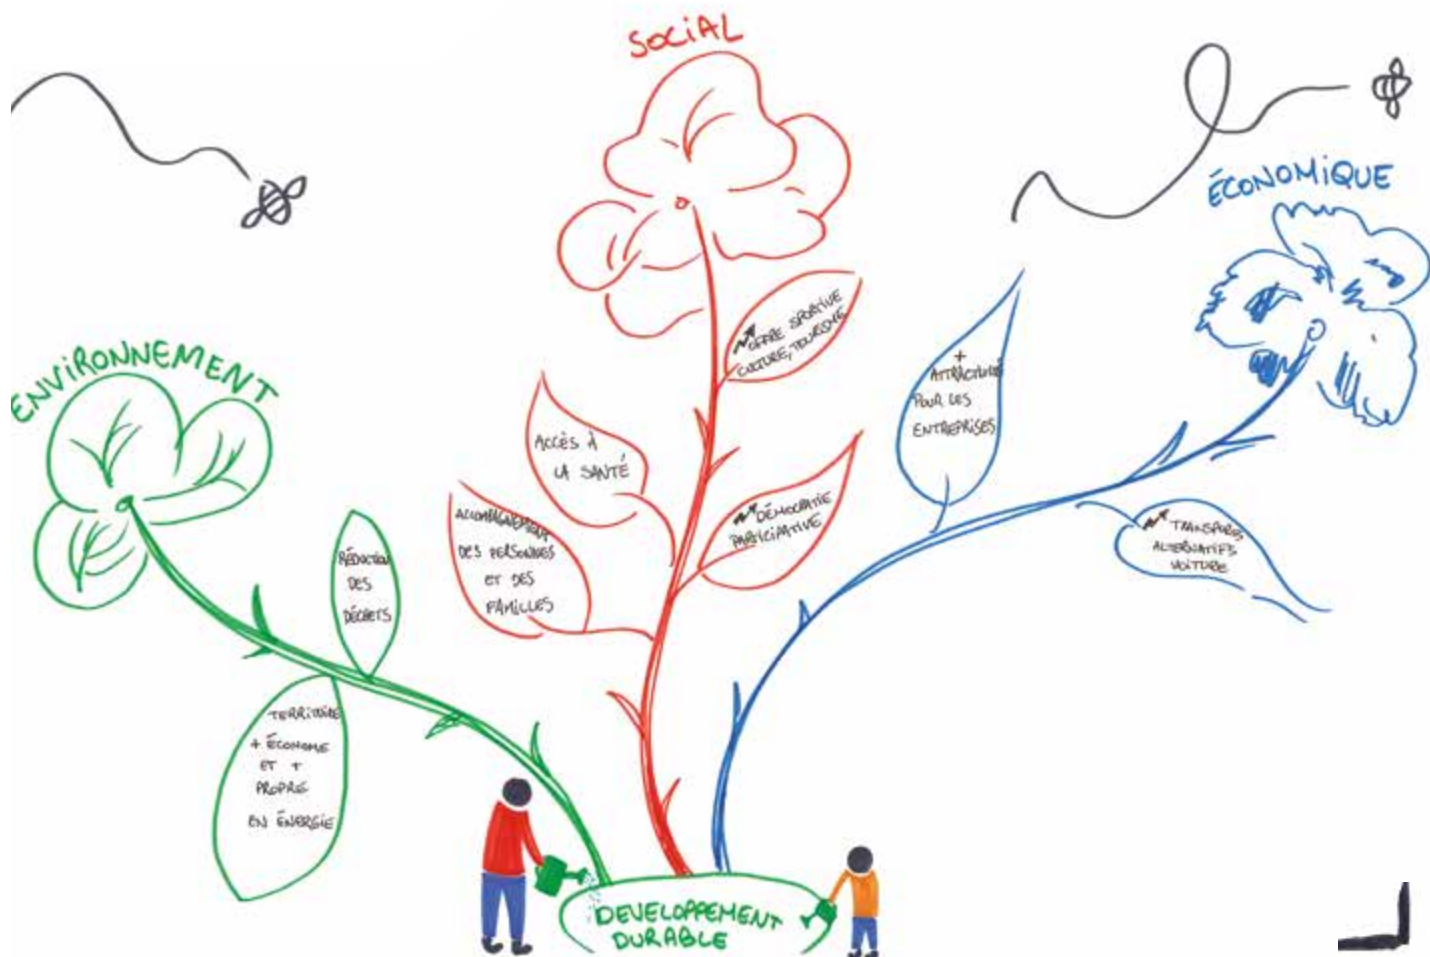 SOCIAL
ÉCONOMIQUE
ENVIRONNEMENT
OFFRE SPORTIVE
CULTURE, TOURISME
+
ATTRACTIVITÉ
POUR LES
ENTREPRISES
ACCÈS À
LA SANTÉ
ACCOMPAGNEMENT
DES PERSONNES
ET DES
FAMILLES
DÉMOCRATIE
PARTICIPATIVE
TRANSPORTS
ALTERNATIFS
VOITURE
RÉDUCTION
DES
DÉCHETS
TERRITOIRE
+ ÉCONOME
ET +
PROPRE
EN ÉNERGIE
DEVELOPPEMENT
DURABLE